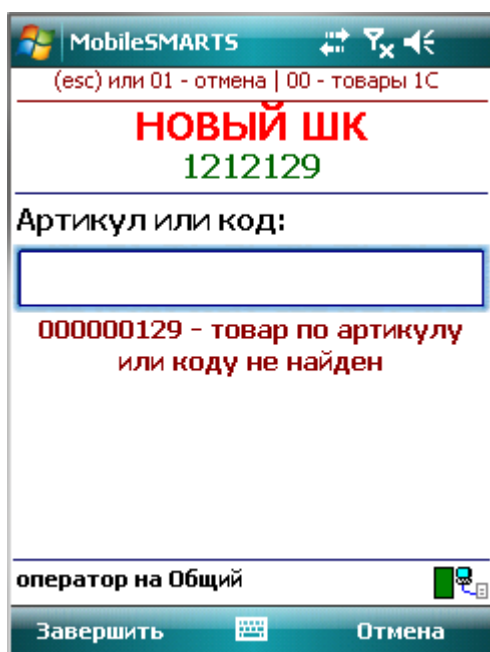 MobileSMARTS
(esc) или 01 - отмена | 00 - товары 1С
НОВЫЙ ШК
1212129
Артикул или код:
000000129 - товар по артикулу
или коду не найден
оператор на Общий
Завершить Отмена